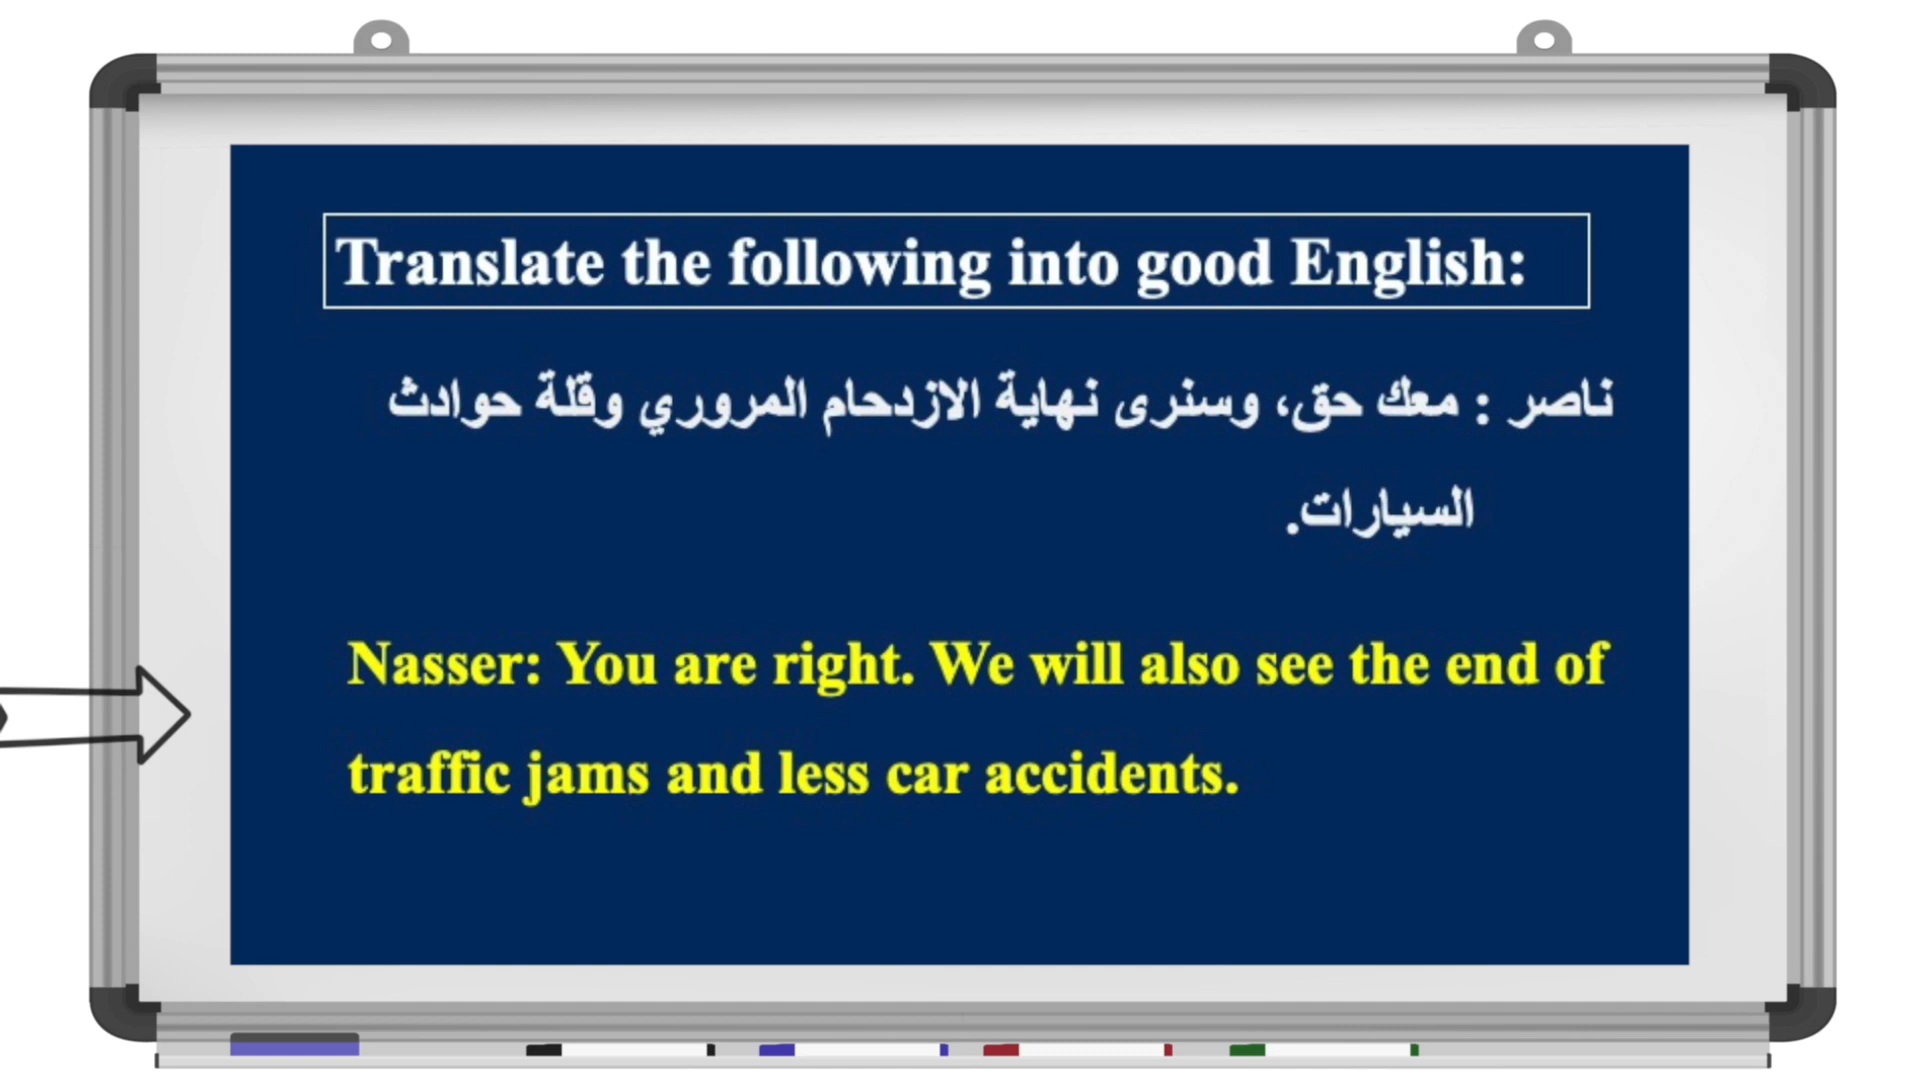 Translate the following into good English:
ناصر : معك حق، وسنرى نهاية الازدحام المروري وقلة حوادث
السيارات.
Nasser: You are right. We will also see the end of
traffic jams and less car accidents.